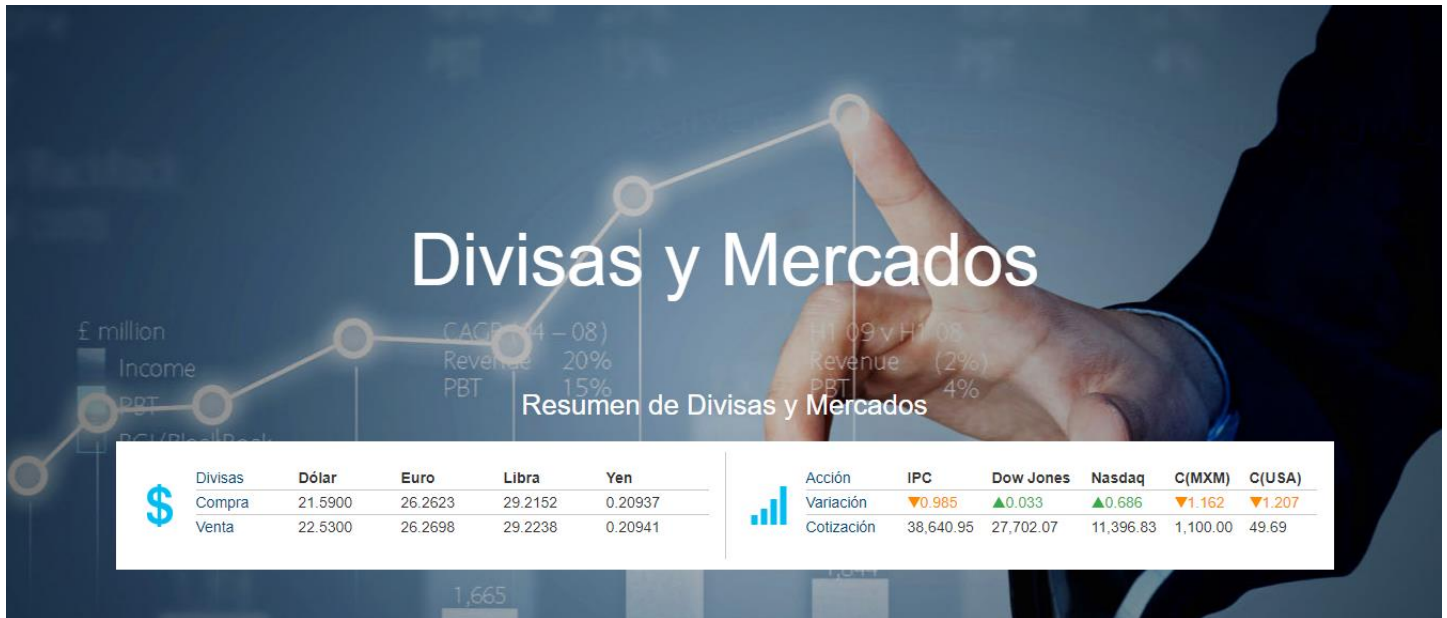 Divisas y Mercados
£ million
Income
PBT
CAGR
– 08)
Revenue 20%
PBT 15%
H1 09 v H1 08
Revenue (2%)
PBT 4%
Resumen de Divisas y Mercados
$
Divisas Dólar Euro Libra Yen
Compra 21.5900 26.2623 29.2152 0.20937
Venta 22.5300 26.2698 29.2238 0.20941
Acción IPC Dow Jones Nasdaq C(MXM) C(USA)
Variación ▼0.985 ▲0.033 ▲0.686 ▼1.162 ▼1.207
Cotización 38,640.95 27,702.07 11,396.83 1,100.00 49.69
1,665